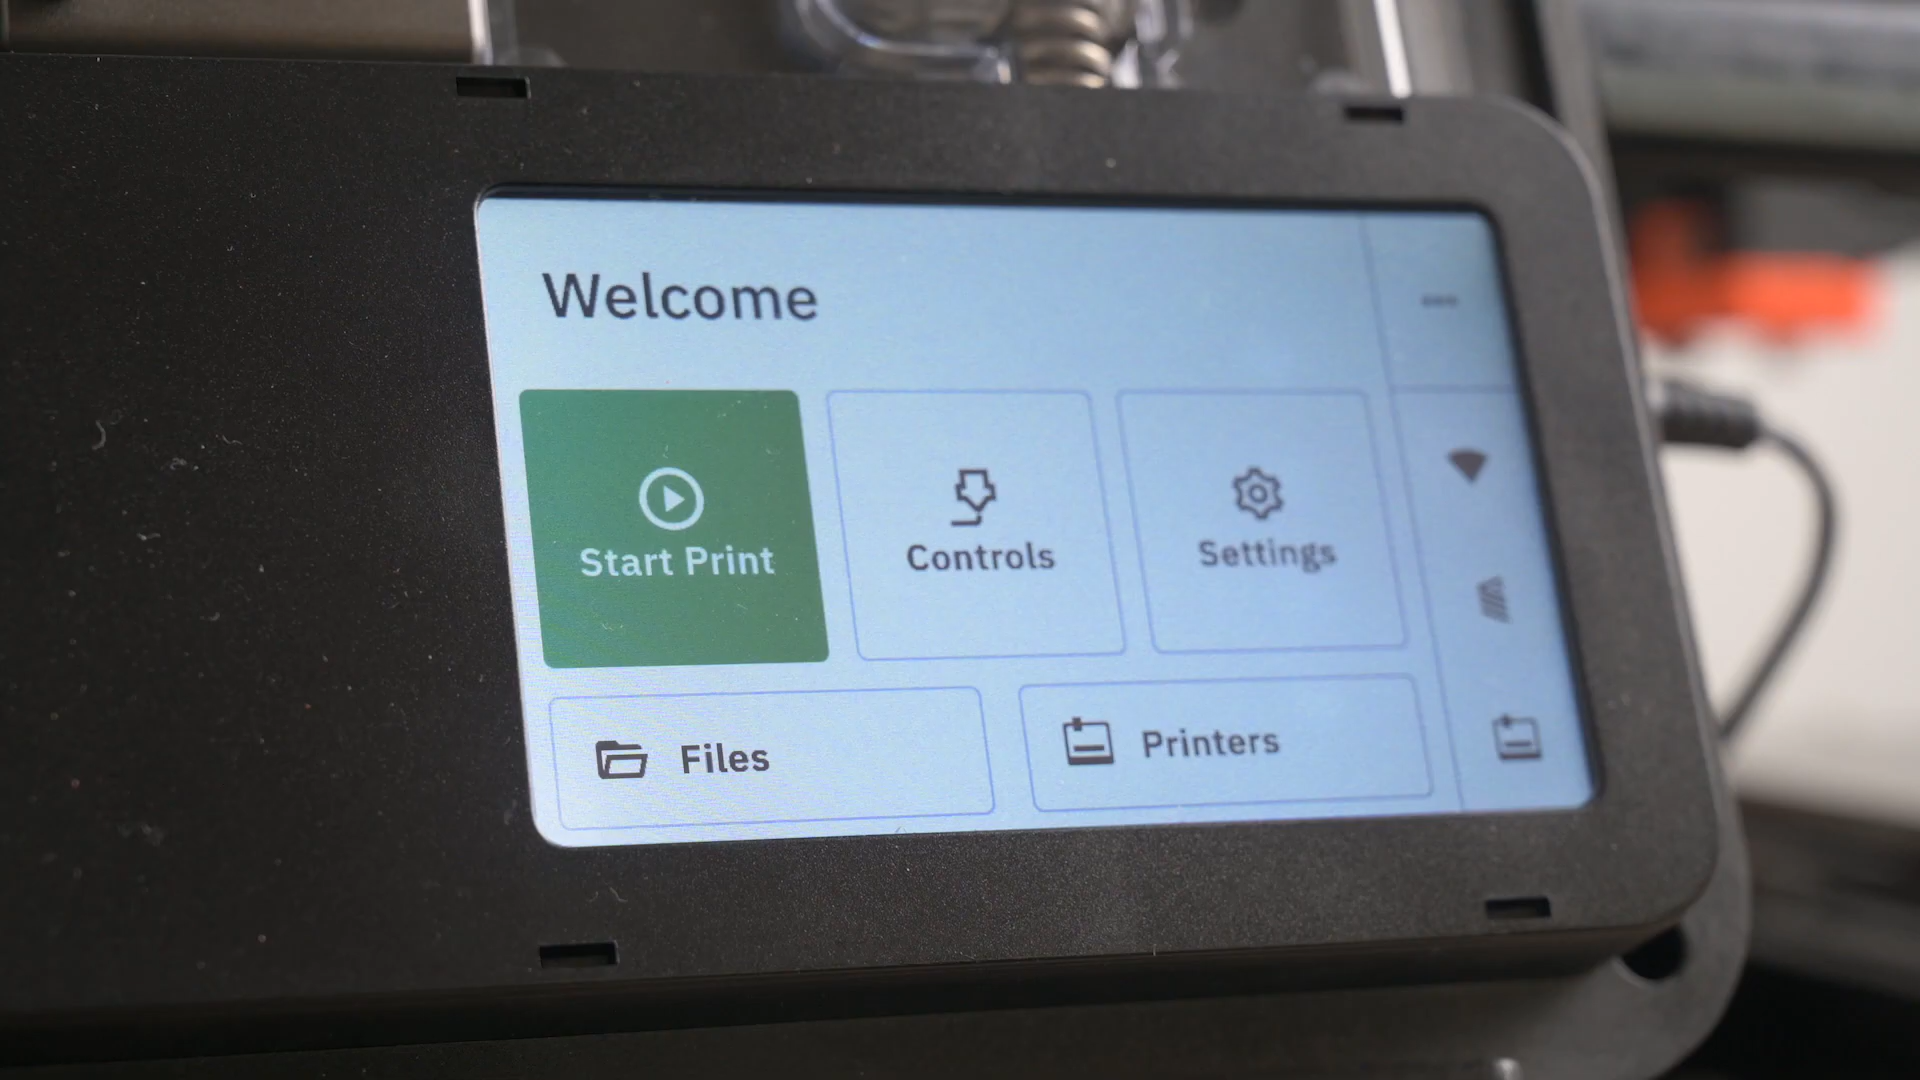 Welcome
Start Print
Controls
Settings
Files
Printers